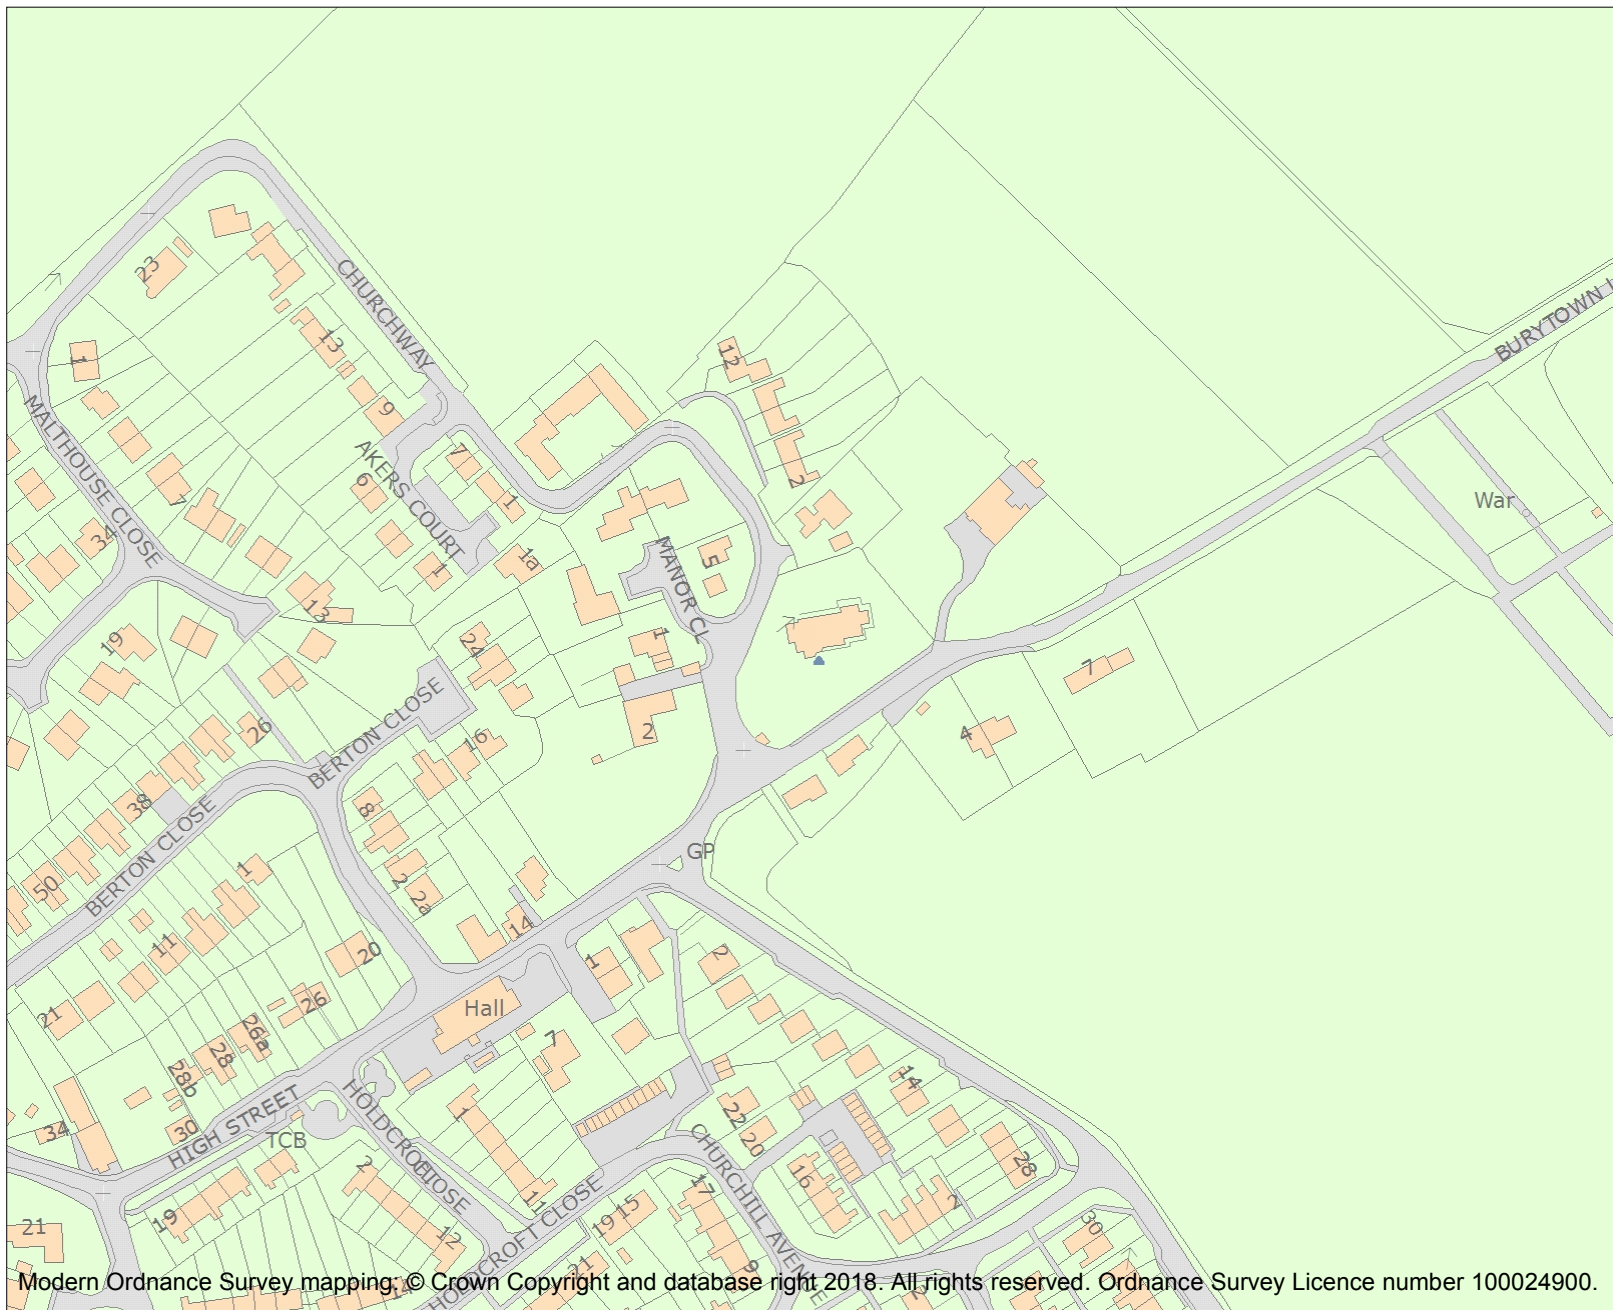 CHURCHWAY
23
BURYTOWN L
13
12
1
9
MALTHOUSE CLOSE
AKERS COURT
7
6
1
2
7
War
34
1a
1
5
MANOR CL
13
19
24
1
7
BERTON CLOSE
26
16
2
4
38
8
BERTON CLOSE
GP
1
2
2a
50
14
11
20
2
1
26
Hall
21
26a
28
7
28b
14
HIGH STREET
30
34
TCB
HOLDCROFT
CLOSE
1
22
20
CHURCHILL AVENUE
28
2
16
17
11
2
19
19 15
21
12
30
HOLDCROFT CLOSE
21
9
14
2
Modern Ordnance Survey mapping: © Crown Copyright and database right 2018. All rights reserved. Ordnance Survey Licence number 100024900.